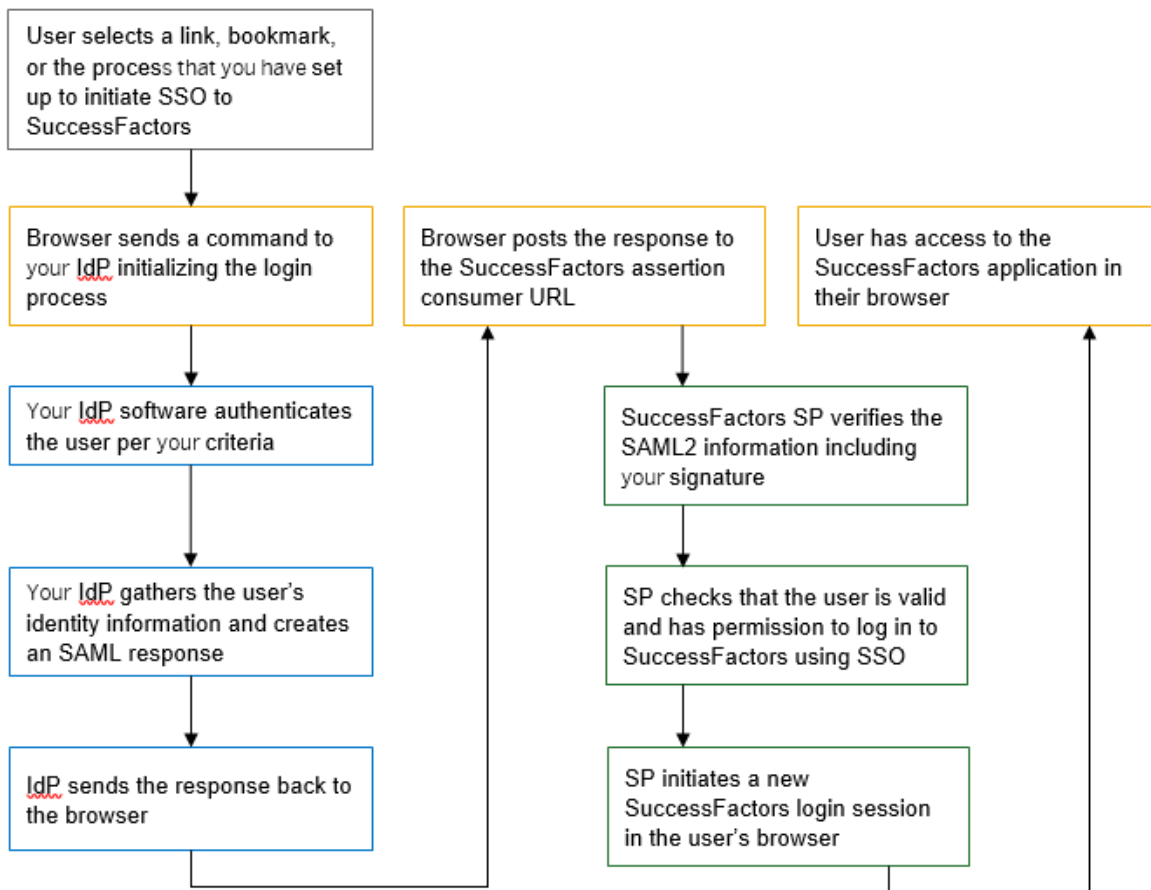 User selects a link, bookmark,
or the process that you have set
up to initiate SSO to
SuccessFactors
Browser sends a command to
your IdP initializing the login
process
Your IdP software authenticates
the user per your criteria
Your IdP gathers the user's
identity information and creates
an SAML response
IdP sends the response back to
the browser
Browser posts the response to
the SuccessFactors assertion
consumer URL
SuccessFactors SP verifies the
SAML2 information including
your signature
SP checks that the user is valid
and has permission to log in to
SuccessFactors using SSO
SP initiates a new
SuccessFactors login session
in the user's browser
User has access to the
SuccessFactors application in
their browser